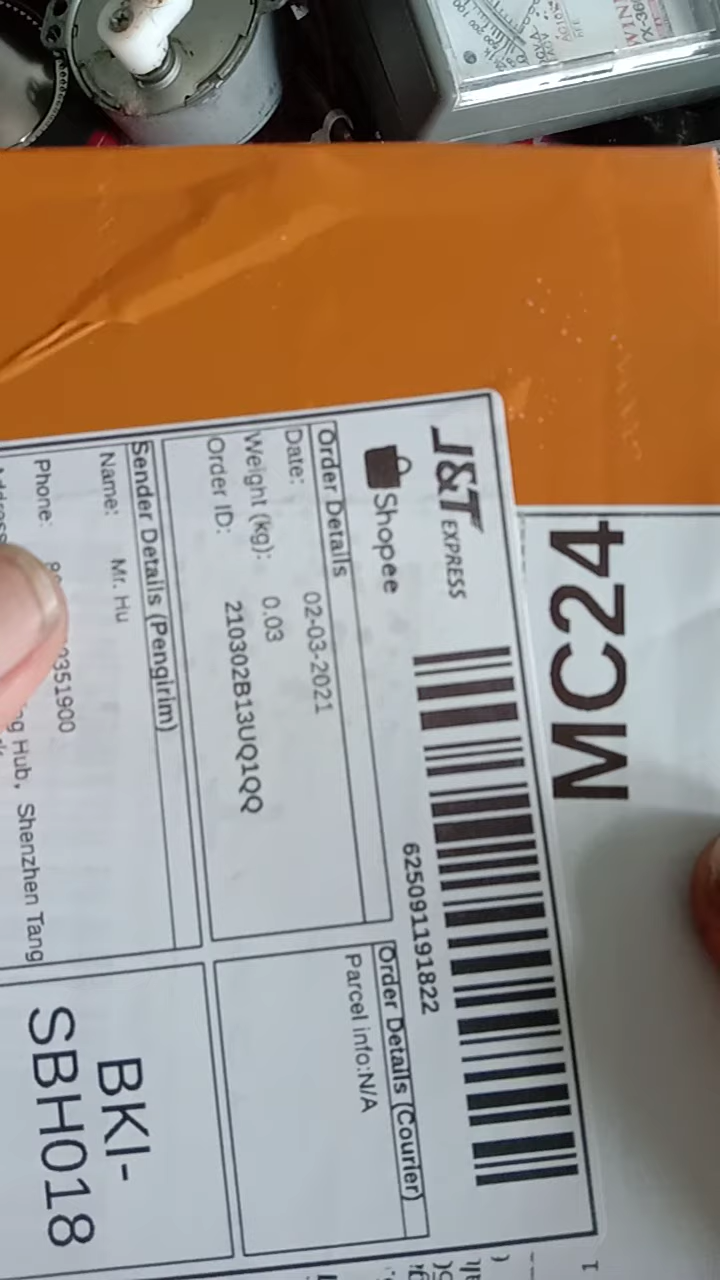 MC24
J&T EXPRESS
Shopee
625091191822
Order Details
Date: 02-03-2021
Weight (kg): 0.03
Order ID: 210302B13UQ1QQ
Order Details (Courier)
Parcel info:N/A
Sender Details (Pengirim)
Name: Mr. Hu
Phone: 0351900
Hub, Shenzhen Tang
BKI-
SBH018